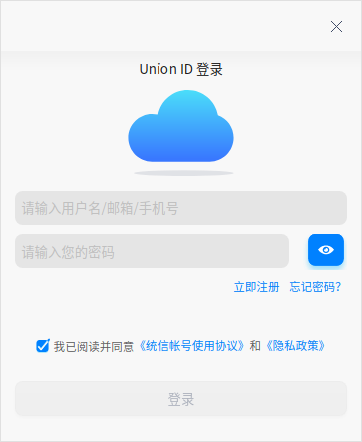 Union ID 登录
请输入用户名/邮箱/手机号
请输入您的密码
立即注册 忘记密码?
我已阅读并同意《统信帐号使用协议》和《隐私政策》
登录